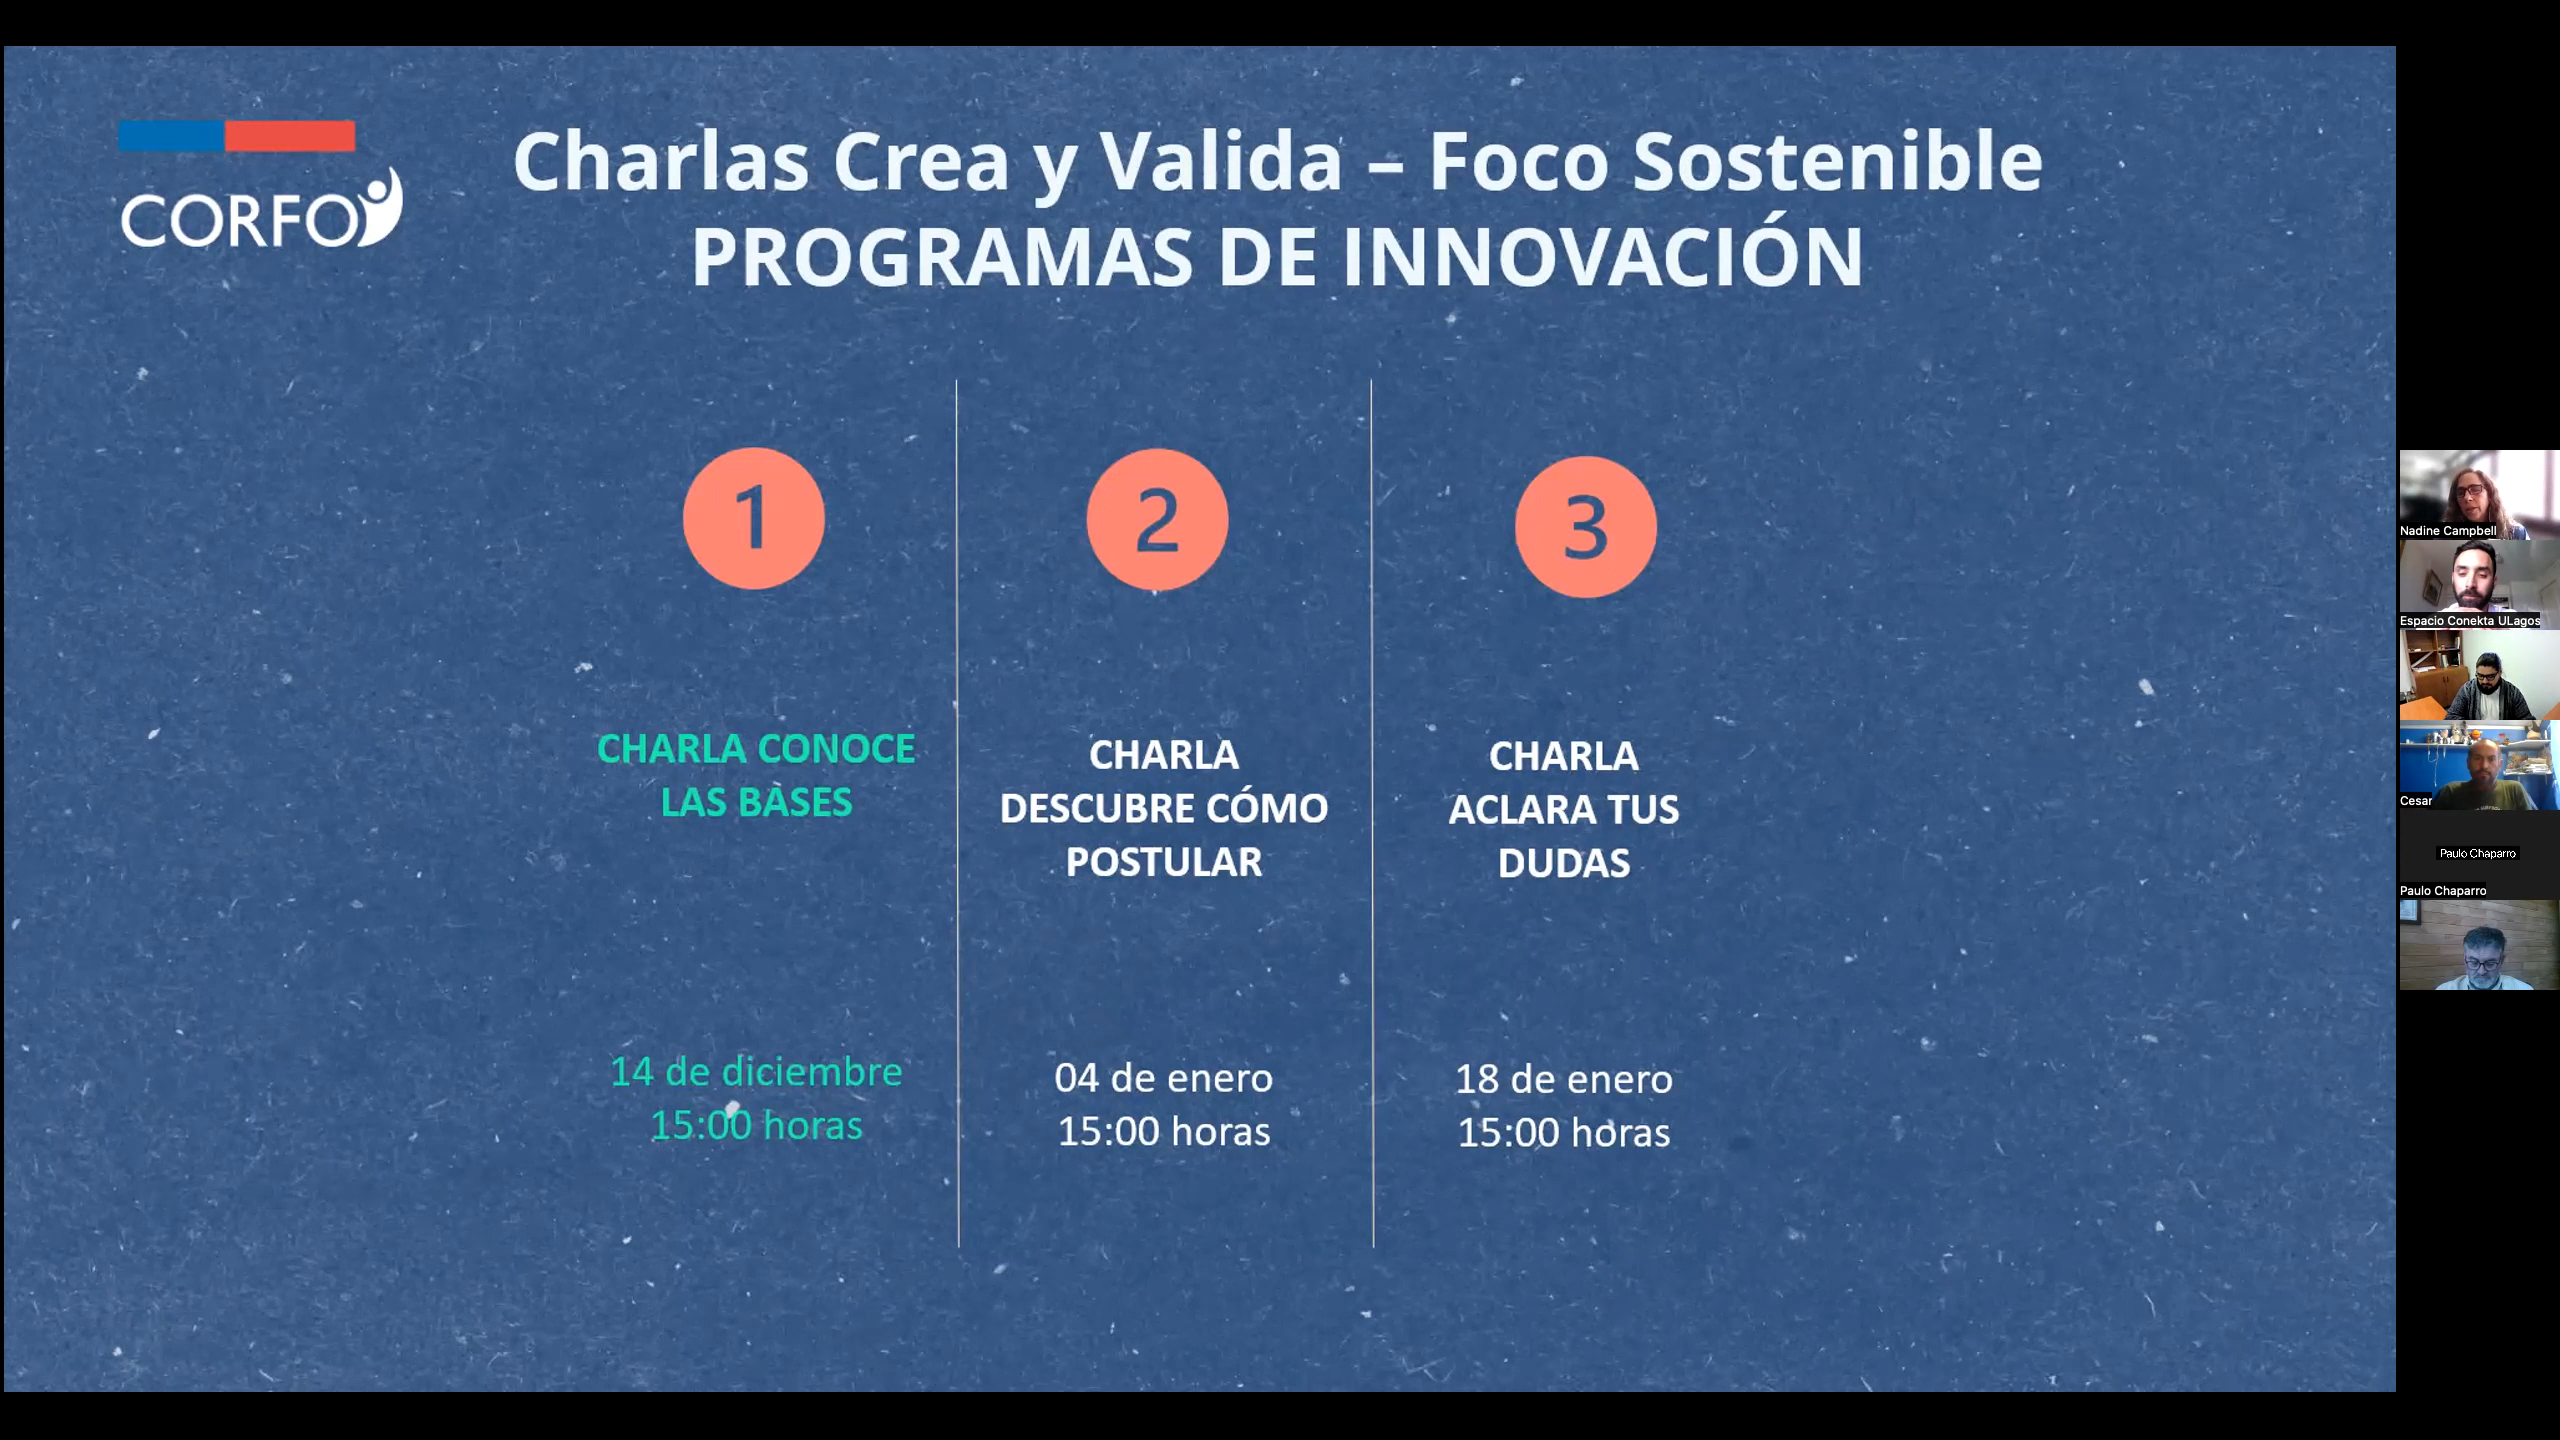 CORFO
Charlas Crea y Valida – Foco Sostenible
PROGRAMAS DE INNOVACIÓN
1
CHARLA CONOCE
LAS BASES
14 de diciembre
15:00 horas
2
CHARLA
DESCUBRE CÓMO
POSTULAR
04 de enero
15:00 horas
3
CHARLA
ACLARA TUS
DUDAS
18 de enero
15:00 horas
Nadine Campbell
Espacio Conekta ULagos
Cesar
Paulo Chaparro
Paulo Chaparro